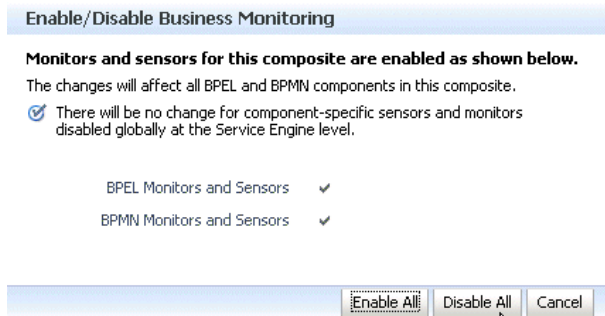 Enable/Disable Business Monitoring
Monitors and sensors for this composite are enabled as shown below.
The changes will affect all BPEL and BPMN components in this composite.
There will be no change for component-specific sensors and monitors
disabled globally at the Service Engine level.
BPEL Monitors and Sensors
BPMN Monitors and Sensors
Enable All Disable All Cancel